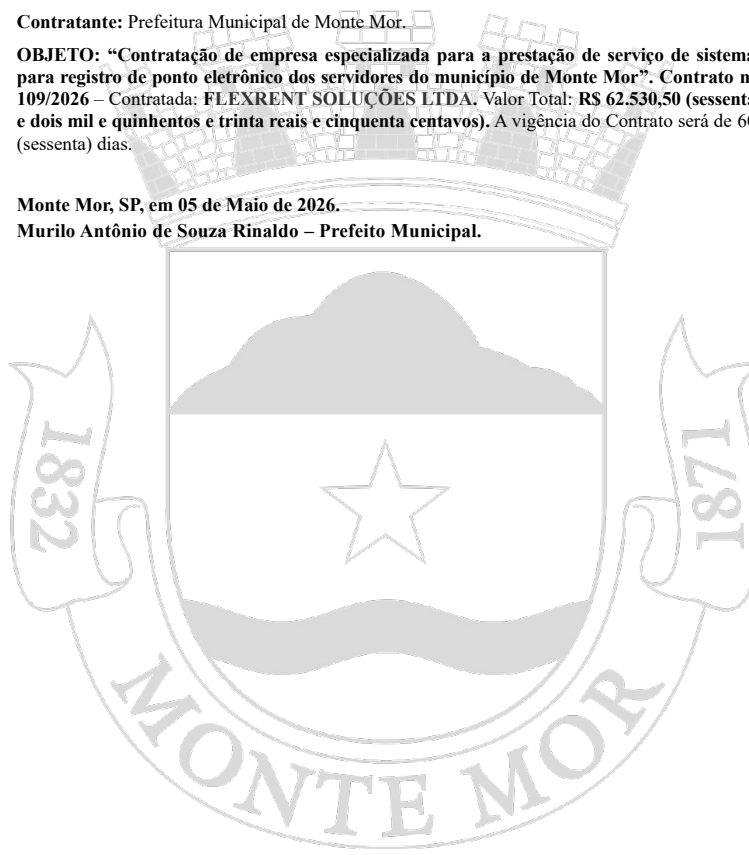 Contratante: Prefeitura Municipal de Monte Mor.
OBJETO: “Contratação de empresa especializada para a prestação de serviço de sistema
para registro de ponto eletrônico dos servidores do município de Monte Mor”. Contrato n
109/2026 – Contratada: FLEXRENT SOLUÇÕES LTDA. Valor Total: R$ 62.530,50 (sessenta
e dois mil e quinhentos e trinta reais e cinquenta centavos). A vigência do Contrato será de 60
(sessenta) dias.
Monte Mor, SP, em 05 de Maio de 2026.
Murilo Antônio de Souza Rinaldo – Prefeito Municipal.
1832
1871
MONTE MOR